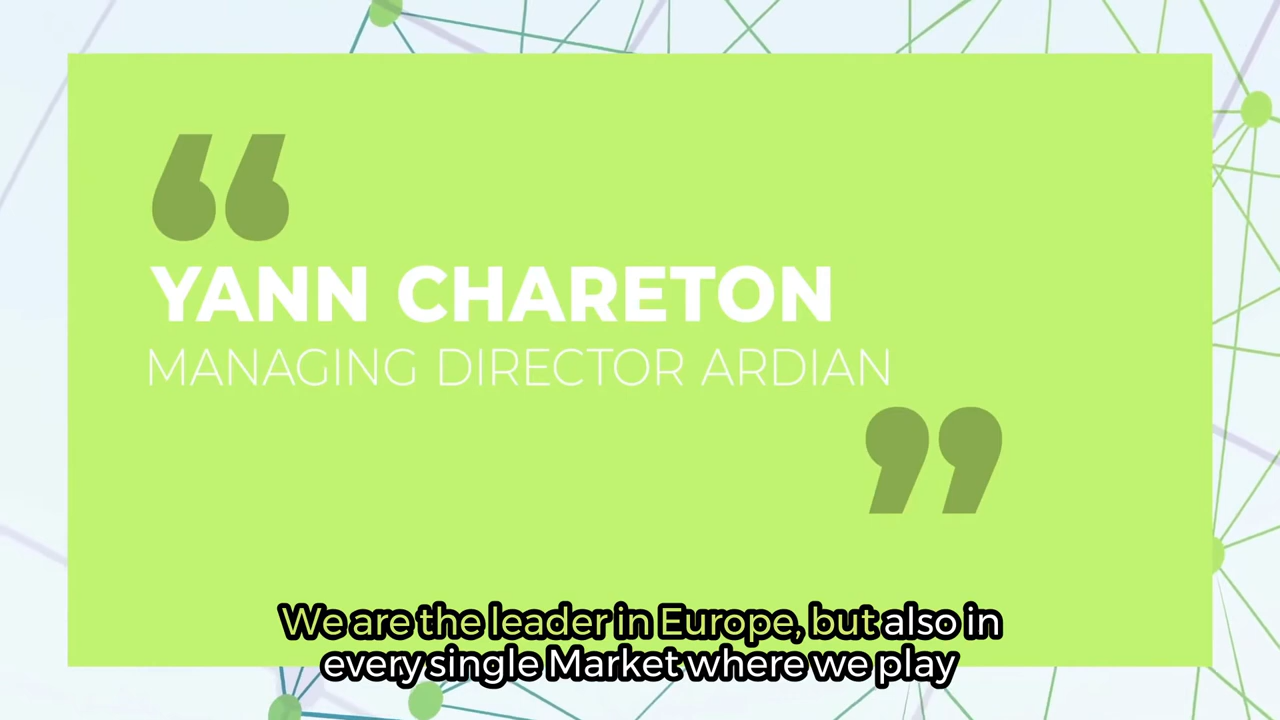 “
YANN CHARETON
MANAGING DIRECTOR ARDIAN
”
We are the leader in Europe, but also in
every single Market where we play